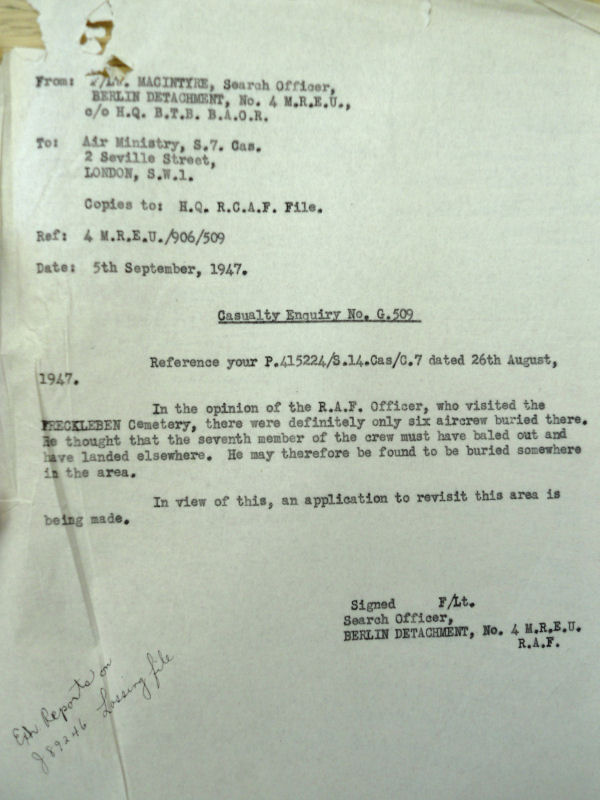 From: F/Lt. MACINTYRE, Search Officer,
BERLIN DETACHMENT, No. 4 M.R.E.U.,
c/o H.Q. B.T.B. B.A.O.R.
To: Air Ministry, S.7. Cas.
2 Seville Street,
LONDON, S.W.1.
Copies to: H.Q. R.C.A.F. File.
Ref: 4 M.R.E.U./906/509
Date: 5th September, 1947.
Casualty Enquiry No. G.509
Reference your P.415224/S.14.Cas/C.7 dated 26th August,
1947.
In the opinion of the R.A.F. Officer, who visited the
FRECKLEBEN Cemetery, there were definitely only six aircrew buried there.
He thought that the seventh member of the crew must have baled out and
have landed elsewhere. He may therefore be found to be buried somewhere
in the area.
In view of this, an application to revisit this area is
being made.
Signed F/Lt.
Search Officer,
BERLIN DETACHMENT, No. 4 M.R.E.U.
R.A.F.
Exh Reports on
J 89246 Lossing file